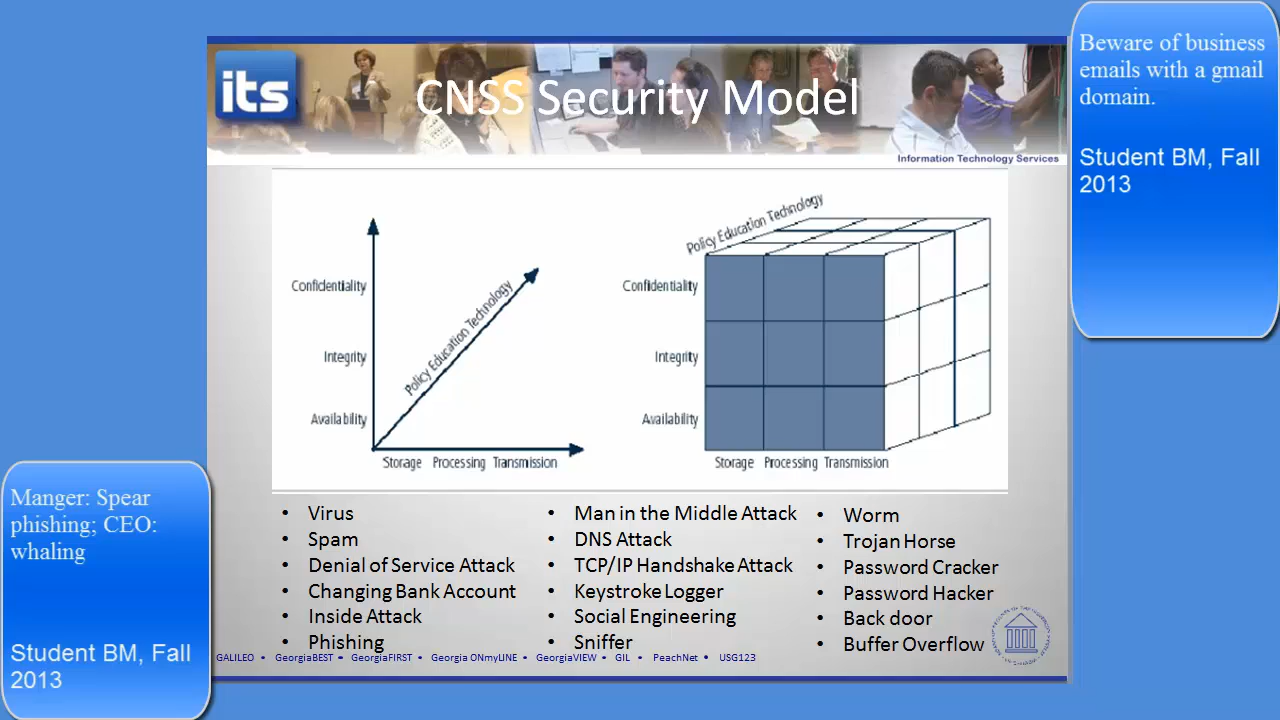 its
CNSS Security Model
Information Technology Services
Beware of business
emails with a gmail
domain.
Student BM, Fall
2013
Policy Education Technology
Confidentiality
Integrity
Availability
Storage Processing Transmission
Policy Education Technology
Confidentiality
Integrity
Availability
Storage Processing Transmission
Manger: Spear
phishing; CEO:
whaling
Student BM, Fall
2013
• Virus
• Spam
• Denial of Service Attack
• Changing Bank Account
• Inside Attack
• Phishing
• Man in the Middle Attack
• DNS Attack
• TCP/IP Handshake Attack
• Keystroke Logger
• Social Engineering
• Sniffer
• Worm
• Trojan Horse
• Password Cracker
• Password Hacker
• Back door
• Buffer Overflow
GALILEO • GeorgiaBEST • GeorgiaFIRST • Georgia ONmyLINE • GeorgiaVIEW • GIL • PeachNet • USG123